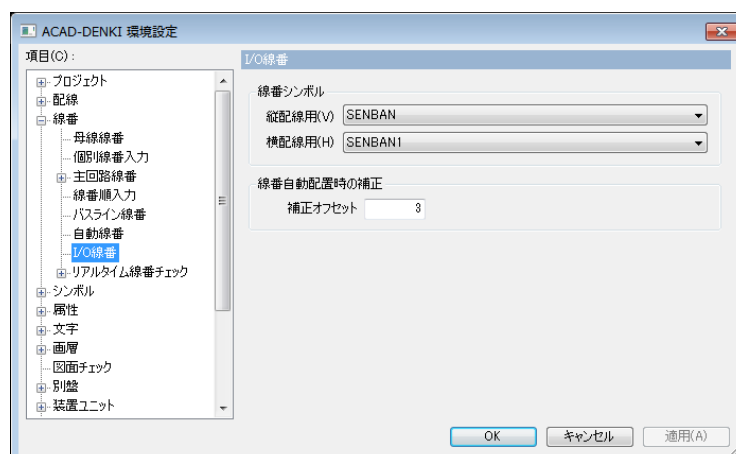 ACAD-DENKI 環境設定
項目(C) :
プロジェクト
配線
線番
母線線番
個別線番入力
主回路線番
線番順入力
バスライン線番
自動線番
I/O線番
リアルタイム線番チェック
シンボル
属性
文字
画層
図面チェック
別盤
装置ユニット
I/O線番
線番シンボル
縦配線用(V) SENBAN
横配線用(H) SENBAN1
線番自動配置時の補正
補正オフセット 3
OK キャンセル 適用(A)